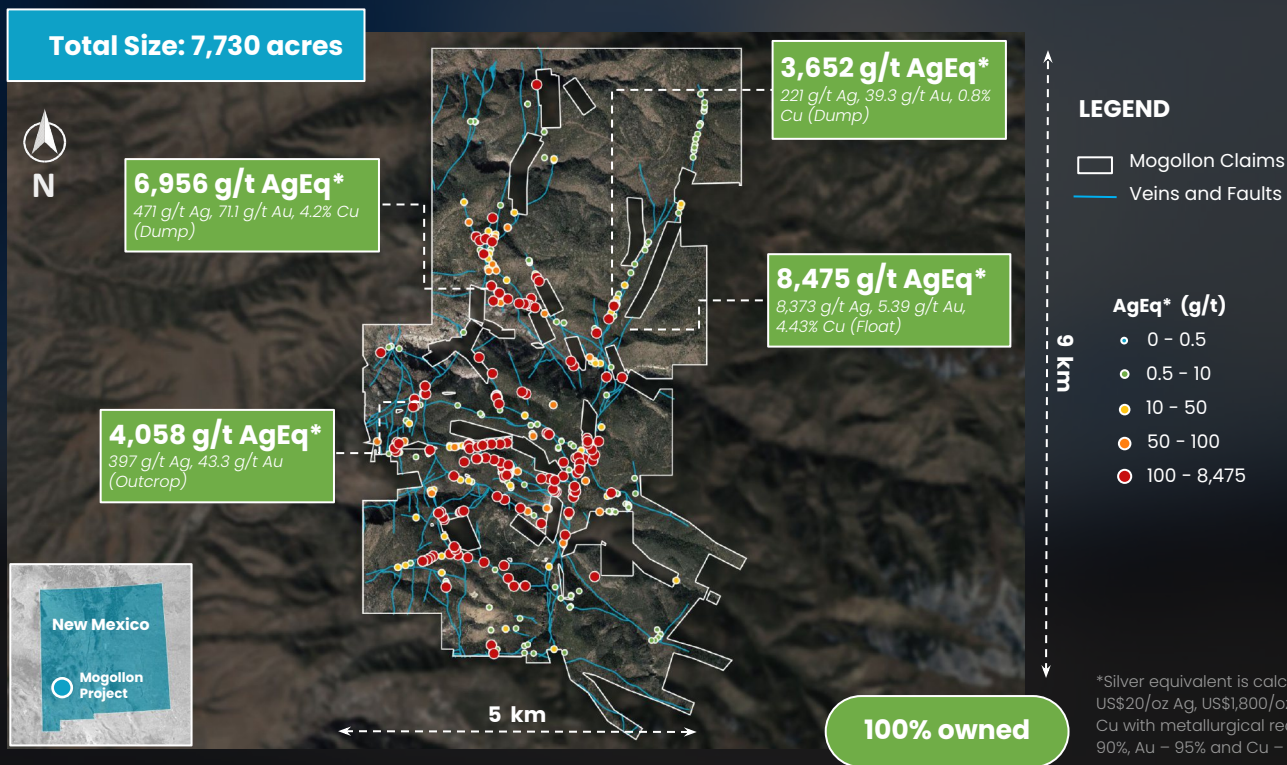 Total Size: 7,730 acres
N
6,956 g/t AgEq*
471 g/t Ag, 71.1 g/t Au, 4.2% Cu
(Dump)
3,652 g/t AgEq*
221 g/t Ag, 39.3 g/t Au, 0.8%
Cu (Dump)
8,475 g/t AgEq*
8,373 g/t Ag, 5.39 g/t Au,
4.43% Cu (Float)
4,058 g/t AgEq*
397 g/t Ag, 43.3 g/t Au
(Outcrop)
New Mexico
Mogollon
Project
5 km
9 km
100% owned
LEGEND
Mogollon Claims
Veins and Faults
AgEq* (g/t)
0 - 0.5
0.5 - 10
10 - 50
50 - 100
100 - 8,475
*Silver equivalent is calc
US$20/oz Ag, US$1,800/oz
Cu with metallurgical rec
90%, Au – 95% and Cu –